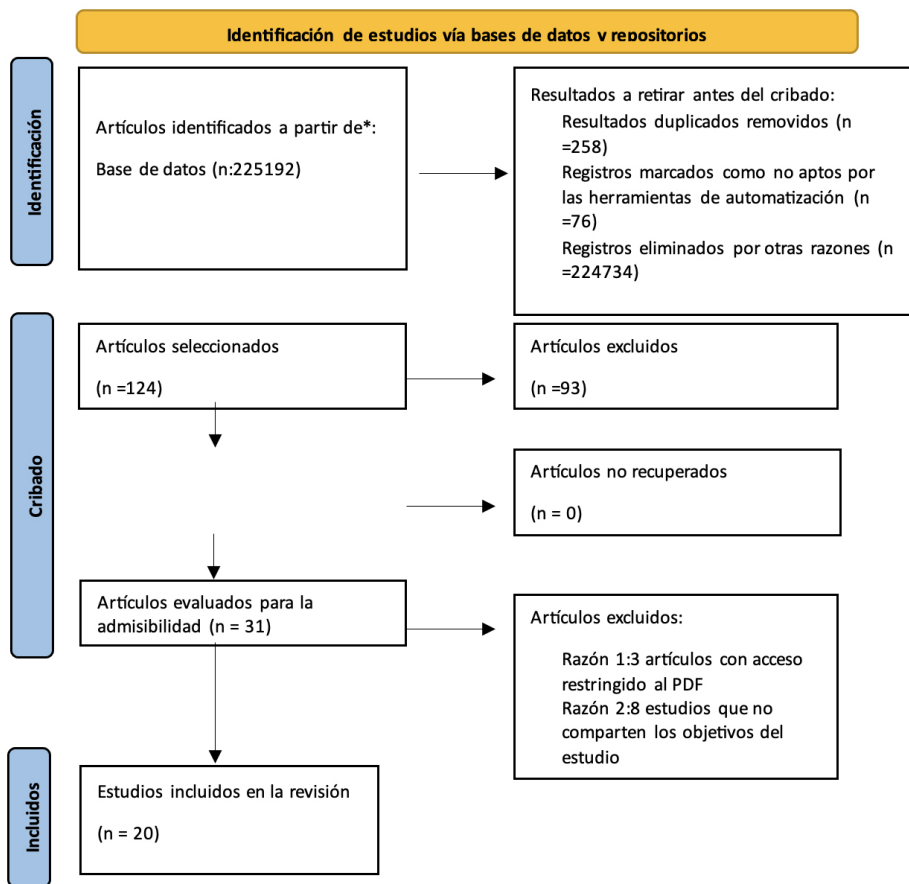 Identificación de estudios vía bases de datos y repositorios
Identificación
Artículos identificados a partir de*:
Base de datos (n:225192)
Resultados a retirar antes del cribado:
Resultados duplicados removidos (n
=258)
Registros marcados como no aptos por
las herramientas de automatización (n
=76)
Registros eliminados por otras razones (n
=224734)
Cribado
Artículos seleccionados
(n =124)
Artículos excluidos
(n =93)
Artículos no recuperados
(n = 0)
Artículos evaluados para la
admisibilidad (n = 31)
Artículos excluidos:
Razón 1:3 artículos con acceso
restringido al PDF
Razón 2:8 estudios que no
comparten los objetivos del
estudio
Incluidos
Estudios incluidos en la revisión
(n = 20)